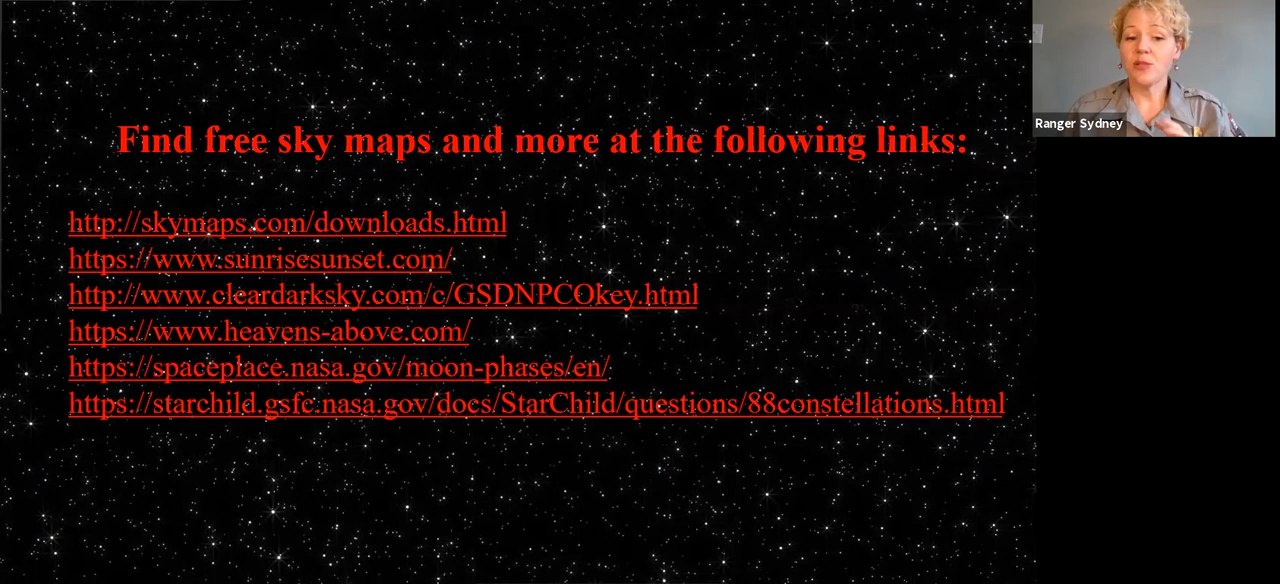 Find free sky maps and more at the following links:
http://skymaps.com/downloads.html
https://www.sunrisesunset.com/
http://www.cleardarksky.com/c/GSDNPCOkey.html
https://www.heavens-above.com/
https://spaceplace.nasa.gov/moon-phases/en/
https://starchild.gsfc.nasa.gov/docs/StarChild/questions/88constellations.html
Ranger Sydney